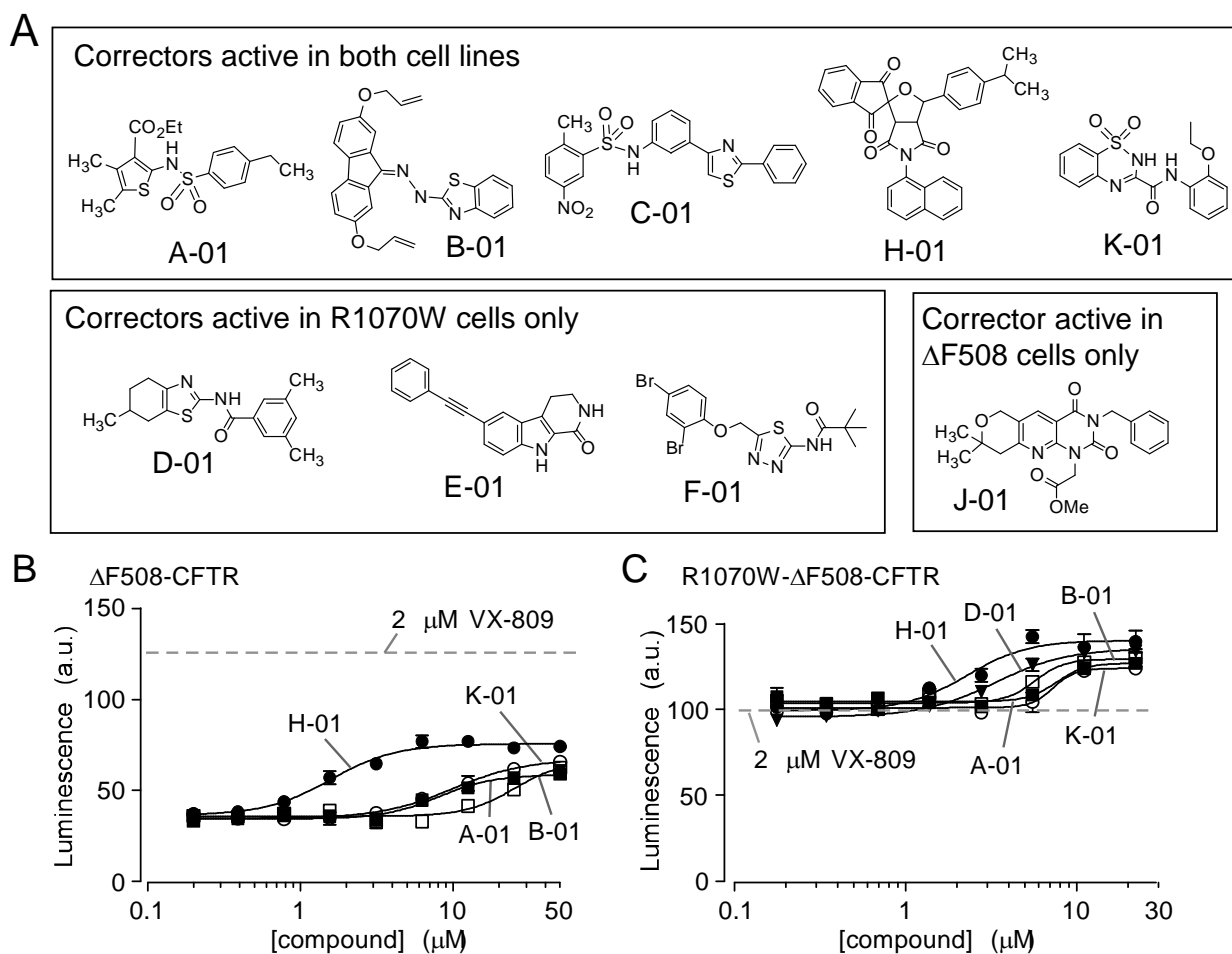 A
Correctors active in both cell lines
CO2Et
H3C
H3C
S
NH
S
O
O
CH3
A-01
O
N
N
H
S
N
O
B-01
CH3
O
O
S
N
H
NO2
N
S
C-01
O
O
O
O
N
O
CH3
CH3
H-01
O
O
S
NH
N
O
N
H
O
K-01
Correctors active in R1070W cells only
H3C
N
S
NH
O
CH3
CH3
D-01
NH
O
N
H
E-01
Br
Br
O
S
N
N
O
NH
F-01
Corrector active in
ΔF508 cells only
O
H3C
H3C
N
O
N
N
O
O
OMe
J-01
B
ΔF508-CFTR
Luminescence (a.u.)
150
100
50
0
2 μM VX-809
H-01
K-01
A-01
B-01
0.1
1
10
50
[compound] (μM)
C
R1070W-ΔF508-CFTR
Luminescence (a.u.)
150
100
50
0
H-01
D-01
B-01
2 μM VX-809
A-01
K-01
0.1
1
10
30
[compound] (μM)